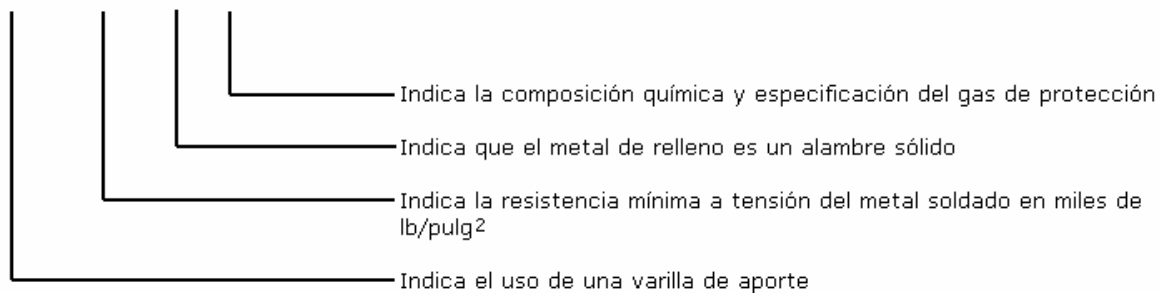 Indica la composición química y especificación del gas de protección
Indica que el metal de relleno es un alambre sólido
Indica la resistencia mínima a tensión del metal soldado en miles de
lb/pulg²
Indica el uso de una varilla de aporte